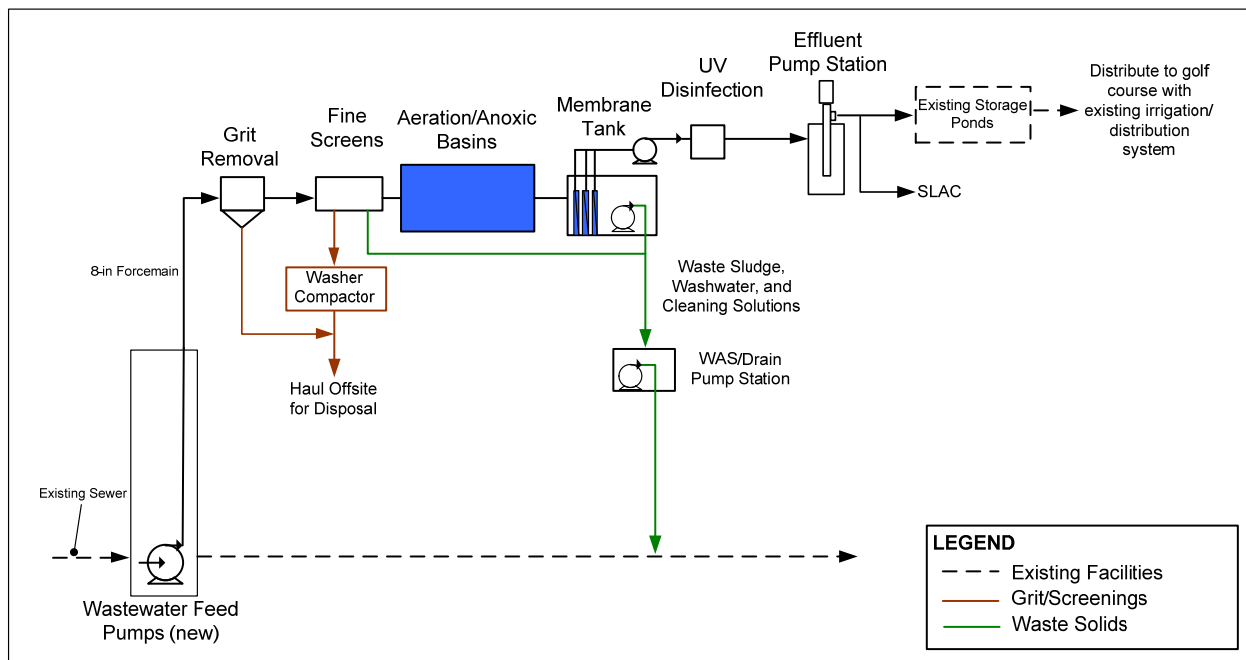 Effluent
Pump Station
UV
Disinfection
Membrane
Tank
Aeration/Anoxic
Basins
Fine
Screens
Grit
Removal
Existing Storage
Ponds
Distribute to golf
course with
existing irrigation/
distribution
system
SLAC
8-in Forcemain
Washer
Compactor
Waste Sludge,
Washwater, and
Cleaning Solutions
WAS/Drain
Pump Station
Haul Offsite
for Disposal
Existing Sewer
Wastewater Feed
Pumps (new)
LEGEND
Existing Facilities
Grit/Screenings
Waste Solids